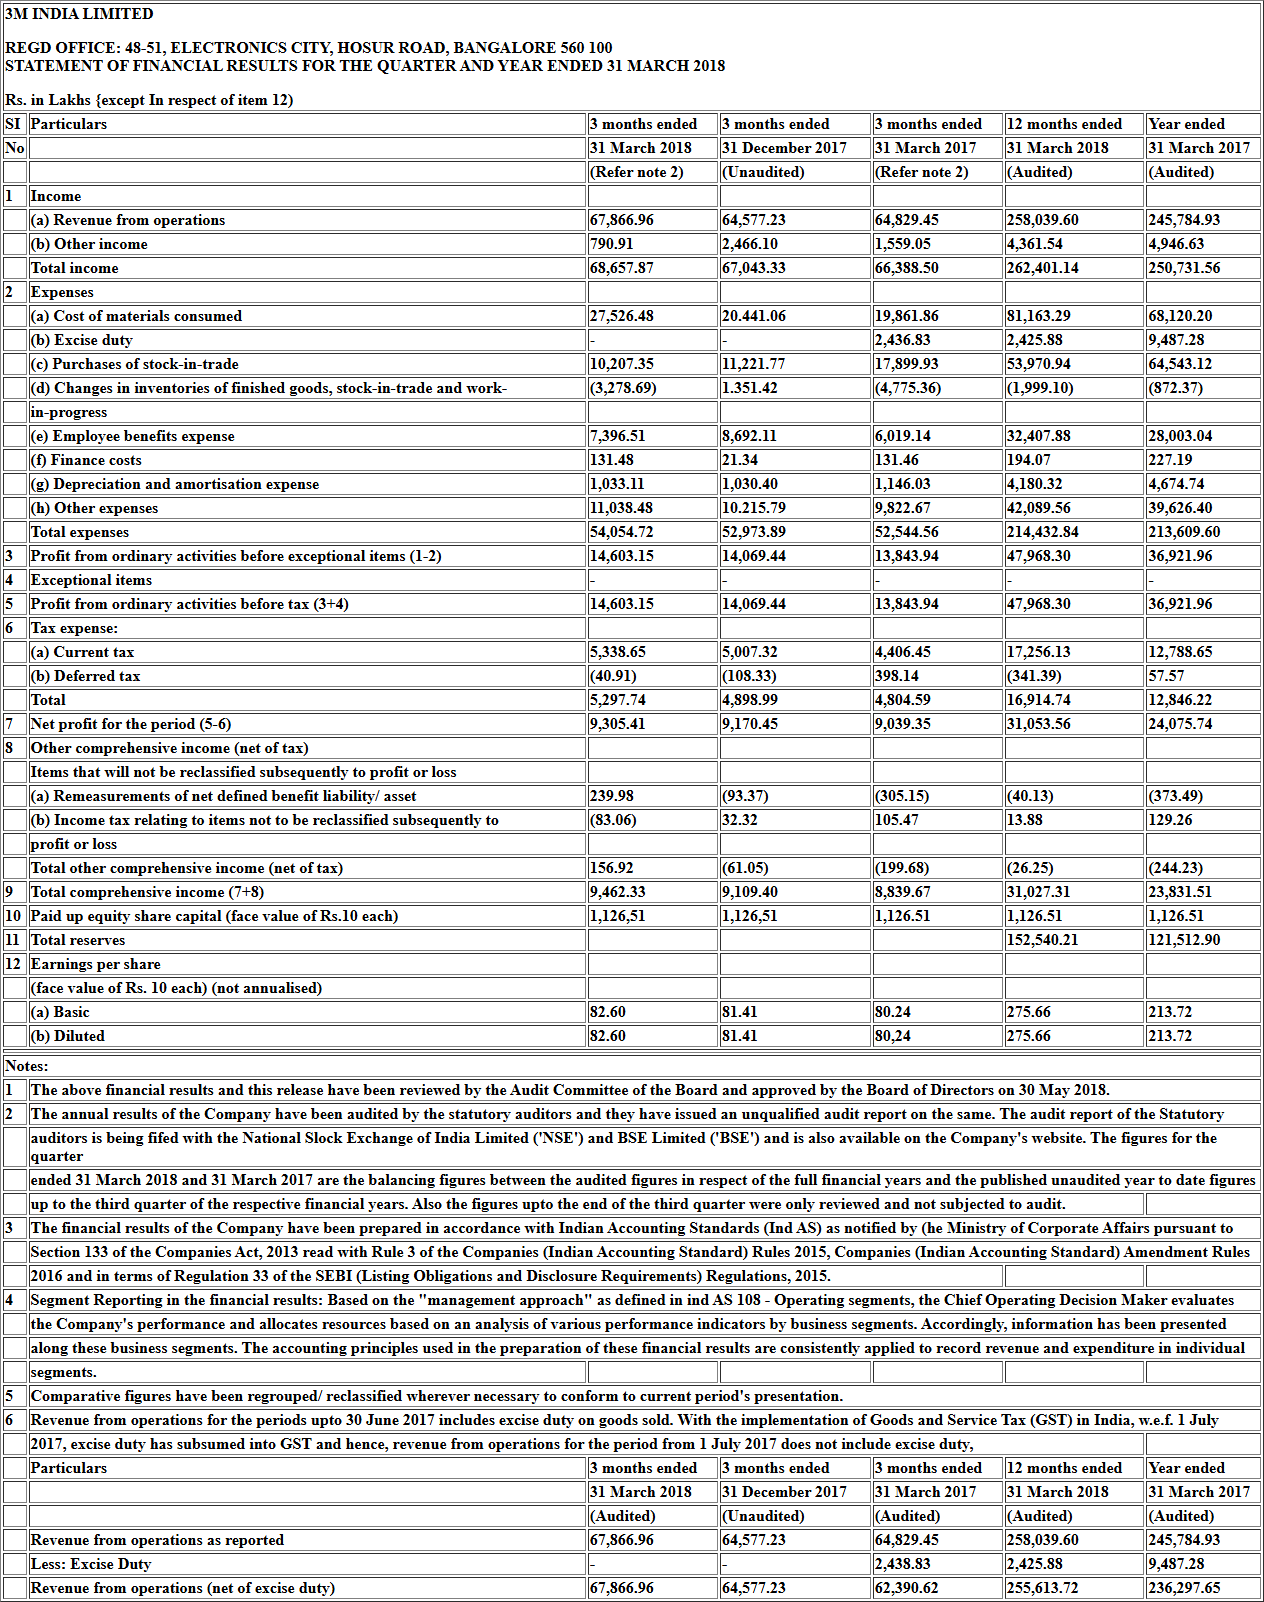 3M INDIA LIMITED
REGD OFFICE: 48-51, ELECTRONICS CITY, HOSUR ROAD, BANGALORE 560 100
STATEMENT OF FINANCIAL RESULTS FOR THE QUARTER AND YEAR ENDED 31 MARCH 2018
Rs. in Lakhs {except In respect of item 12)
SI Particulars 3 months ended 3 months ended 3 months ended 12 months ended Year ended
No 31 March 2018 31 December 2017 31 March 2017 31 March 2018 31 March 2017
(Refer note 2) (Unaudited) (Refer note 2) (Audited) (Audited)
1 Income
(a) Revenue from operations 67,866.96 64,577.23 64,829.45 258,039.60 245,784.93
(b) Other income 790.91 2,466.10 1,559.05 4,361.54 4,946.63
Total income 68,657.87 67,043.33 66,388.50 262,401.14 250,731.56
2 Expenses
(a) Cost of materials consumed 27,526.48 20.441.06 19,861.86 81,163.29 68,120.20
(b) Excise duty - - 2,436.83 2,425.88 9,487.28
(c) Purchases of stock-in-trade 10,207.35 11,221.77 17,899.93 53,970.94 64,543.12
(d) Changes in inventories of finished goods, stock-in-trade and work- (3,278.69) 1.351.42 (4,775.36) (1,999.10) (872.37)
in-progress
(e) Employee benefits expense 7,396.51 8,692.11 6,019.14 32,407.88 28,003.04
(f) Finance costs 131.48 21.34 131.46 194.07 227.19
(g) Depreciation and amortisation expense 1,033.11 1,030.40 1,146.03 4,180.32 4,674.74
(h) Other expenses 11,038.48 10.215.79 9,822.67 42,089.56 39,626.40
Total expenses 54,054.72 52,973.89 52,544.56 214,432.84 213,609.60
3 Profit from ordinary activities before exceptional items (1-2) 14,603.15 14,069.44 13,843.94 47,968.30 36,921.96
4 Exceptional items - - - - -
5 Profit from ordinary activities before tax (3+4) 14,603.15 14,069.44 13,843.94 47,968.30 36,921.96
6 Tax expense:
(a) Current tax 5,338.65 5,007.32 4,406.45 17,256.13 12,788.65
(b) Deferred tax (40.91) (108.33) 398.14 (341.39) 57.57
Total 5,297.74 4,898.99 4,804.59 16,914.74 12,846.22
7 Net profit for the period (5-6) 9,305.41 9,170.45 9,039.35 31,053.56 24,075.74
8 Other comprehensive income (net of tax)
Items that will not be reclassified subsequently to profit or loss
(a) Remeasurements of net defined benefit liability/ asset 239.98 (93.37) (305.15) (40.13) (373.49)
(b) Income tax relating to items not to be reclassified subsequently to (83.06) 32.32 105.47 13.88 129.26
profit or loss
Total other comprehensive income (net of tax) 156.92 (61.05) (199.68) (26.25) (244.23)
9 Total comprehensive income (7+8) 9,462.33 9,109.40 8,839.67 31,027.31 23,831.51
10 Paid up equity share capital (face value of Rs.10 each) 1,126,51 1,126,51 1,126.51 1,126.51 1,126.51
11 Total reserves 152,540.21 121,512.90
12 Earnings per share
(face value of Rs. 10 each) (not annualised)
(a) Basic 82.60 81.41 80.24 275.66 213.72
(b) Diluted 82.60 81.41 80,24 275.66 213.72
Notes:
1 The above financial results and this release have been reviewed by the Audit Committee of the Board and approved by the Board of Directors on 30 May 2018.
2 The annual results of the Company have been audited by the statutory auditors and they have issued an unqualified audit report on the same. The audit report of the Statutory
auditors is being fifed with the National Slock Exchange of India Limited ('NSE') and BSE Limited ('BSE') and is also available on the Company's website. The figures for the
quarter
ended 31 March 2018 and 31 March 2017 are the balancing figures between the audited figures in respect of the full financial years and the published unaudited year to date figures
up to the third quarter of the respective financial years. Also the figures upto the end of the third quarter were only reviewed and not subjected to audit.
3 The financial results of the Company have been prepared in accordance with Indian Accounting Standards (Ind AS) as notified by (he Ministry of Corporate Affairs pursuant to
Section 133 of the Companies Act, 2013 read with Rule 3 of the Companies (Indian Accounting Standard) Rules 2015, Companies (Indian Accounting Standard) Amendment Rules
2016 and in terms of Regulation 33 of the SEBI (Listing Obligations and Disclosure Requirements) Regulations, 2015.
4 Segment Reporting in the financial results: Based on the "management approach" as defined in ind AS 108 - Operating segments, the Chief Operating Decision Maker evaluates
the Company's performance and allocates resources based on an analysis of various performance indicators by business segments. Accordingly, information has been presented
along these business segments. The accounting principles used in the preparation of these financial results are consistently applied to record revenue and expenditure in individual
segments.
5 Comparative figures have been regrouped/ reclassified wherever necessary to conform to current period's presentation.
6 Revenue from operations for the periods upto 30 June 2017 includes excise duty on goods sold. With the implementation of Goods and Service Tax (GST) in India, w.e.f. 1 July
2017, excise duty has subsumed into GST and hence, revenue from operations for the period from 1 July 2017 does not include excise duty,
Particulars 3 months ended 3 months ended 3 months ended 12 months ended Year ended
31 March 2018 31 December 2017 31 March 2017 31 March 2018 31 March 2017
(Audited) (Unaudited) (Audited) (Audited) (Audited)
Revenue from operations as reported 67,866.96 64,577.23 64,829.45 258,039.60 245,784.93
Less: Excise Duty - - 2,438.83 2,425.88 9,487.28
Revenue from operations (net of excise duty) 67,866.96 64,577.23 62,390.62 255,613.72 236,297.65